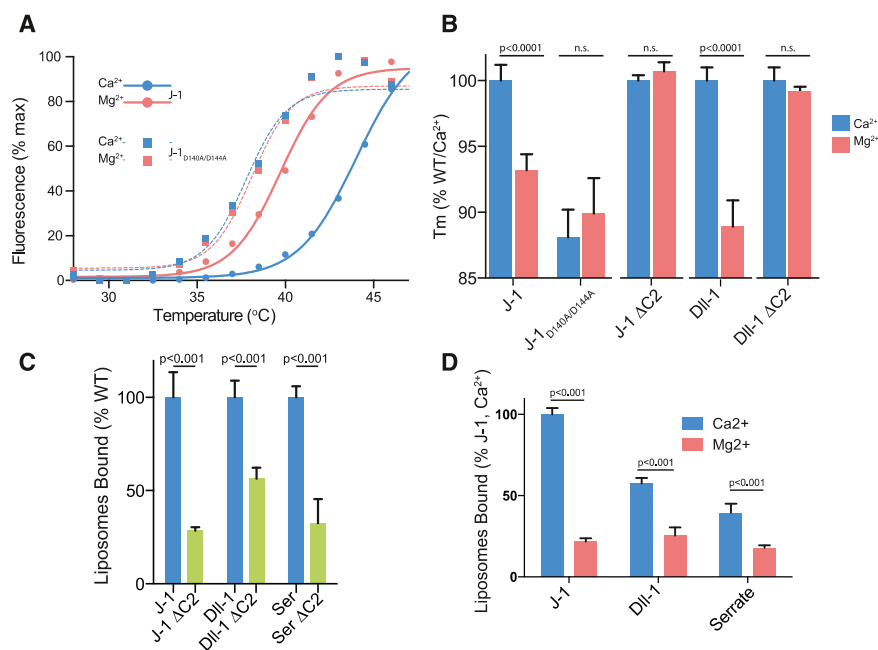 A
Fluorescence (% max)
100
80
60
40
20
0
30
35
40
45
Temperature (°C)
Ca²⁺
Mg²⁺
J-1
Ca²⁺
Mg²⁺
J-1D140A/D144A
B
Tm (% WT/Ca²⁺)
100
95
90
85
p<0.0001
n.s.
n.s.
p<0.0001
n.s.
J-1
J-1D140A/D144A
J-1 ΔC2
Dll-1
Dll-1 ΔC2
Ca²⁺
Mg²⁺
C
Liposomes Bound (% WT)
100
50
0
p<0.001
p<0.001
p<0.001
J-1
J-1 ΔC2
Dll-1
Dll-1 ΔC2
Ser
Ser ΔC2
D
Liposomes Bound (% J-1, Ca²⁺)
100
50
0
p<0.001
p<0.001
p<0.001
Ca2+
Mg2+
J-1
Dll-1
Serrate